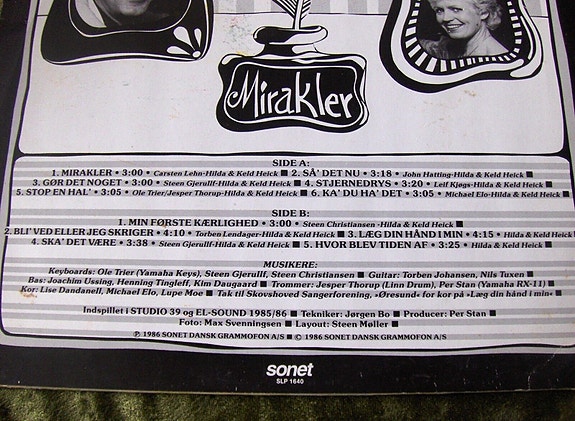 Mirakler
SIDE A:
1. MIRAKLER • 3:00 • Carsten Lehn-Hilda & Keld Heick ■ 2. SÅ' DET NU • 3:18 • John Hatting-Hilda & Keld Heick ■
3. GØR DET NOGET • 3:00 • Steen Gjerulff-Hilda & Keld Heick ■ 4. STJERNEDRYS • 3:20 • Leif Kjøgs-Hilda & Keld Heick ■
5. STOP EN HAL' • 3:05 • Ole Trier/Jesper Thorup-Hilda & Keld Heick ■ 6. KA' DU HA' DET • 3:05 • Michael Elo-Hilda & Keld Heick ■
SIDE B:
1. MIN FØRSTE KÆRLIGHED • 3:00 • Steen Christiansen -Hilda & Keld Heick ■
2. BLI' VED ELLER JEG SKRIGER • 4:10 • Torben Lendager-Hilda & Keld Heick ■ 3. LÆG DIN HÅND I MIN • 4:15 • Hilda & Keld Heick
4. SKA' DET VÆRE • 3:38 • Steen Gjerulff-Hilda & Keld Heick ■ 5. HVOR BLEV TIDEN AF • 3:25 • Hilda & Keld Heick ■
MUSIKERE:
Keyboards: Ole Trier (Yamaha Keys), Steen Gjerulff, Steen Christiansen ■ Guitar: Torben Johansen, Nils Tuxen ■
Bas: Joachim Ussing, Henning Tingleff, Kim Daugaard ■ Trommer: Jesper Thorup (Linn Drum), Per Stan (Yamaha RX-11) ■
Kor: Lise Dandanell, Michael Elo, Lupe Moe ■ Tak til Skovshoved Sangerforening, »Øresund« for kor på »Læg din hånd i min« ■
Indspillet i STUDIO 39 og EL-SOUND 1985/86 ■ Tekniker: Jørgen Bo ■ Producer: Per Stan ■
Foto: Max Svenningsen ■ Layout: Steen Møller ■
℗ 1986 SONET DANSK GRAMMOFON A/S ■ © 1986 SONET DANSK GRAMMOFON A/S
sonet
SLP 1640